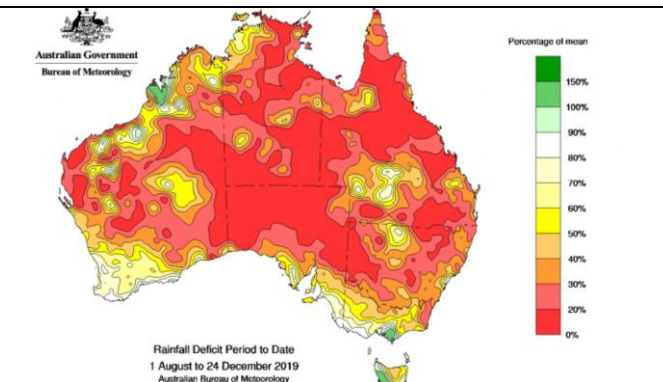 Australian Government
Bureau of Meteorology
Percentage of mean
150%
100%
90%
80%
70%
60%
50%
40%
30%
20%
0%
Rainfall Deficit Period to Date
1 August to 24 December 2019
Australian Bureau of Meteorology